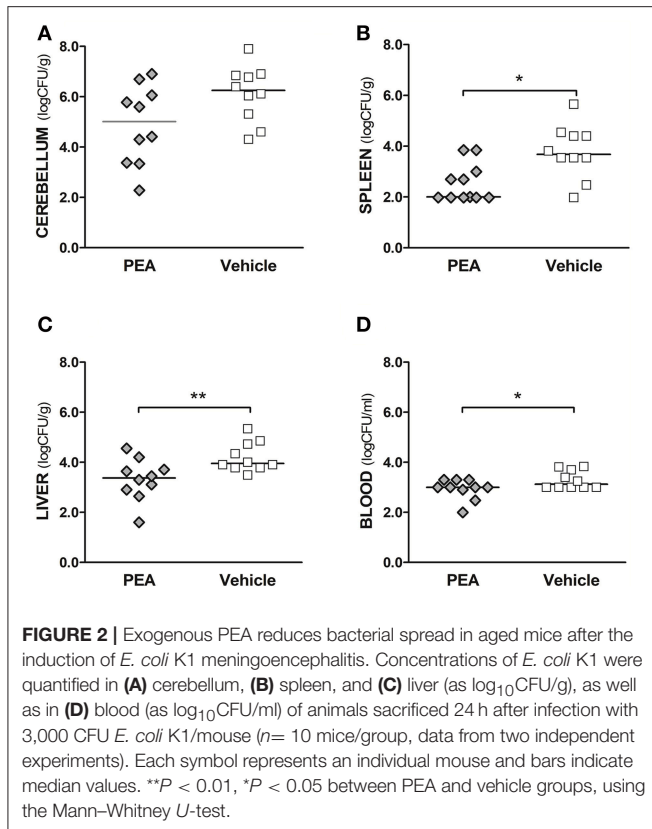 A
B
CEREBELLUM (logCFU/g)
8.0
6.0
4.0
2.0
0.0
PEA Vehicle
SPLEEN (logCFU/g)
8.0
6.0
4.0
2.0
0.0
*
PEA Vehicle
C
D
LIVER (logCFU/g)
8.0
6.0
4.0
2.0
0.0
**
PEA Vehicle
BLOOD (logCFU/ml)
8.0
6.0
4.0
2.0
0.0
*
PEA Vehicle
FIGURE 2 | Exogenous PEA reduces bacterial spread in aged mice after the
induction of E. coli K1 meningoencephalitis. Concentrations of E. coli K1 were
quantified in (A) cerebellum, (B) spleen, and (C) liver (as log₁₀CFU/g), as well
as in (D) blood (as log₁₀CFU/ml) of animals sacrificed 24 h after infection with
3,000 CFU E. coli K1/mouse (n= 10 mice/group, data from two independent
experiments). Each symbol represents an individual mouse and bars indicate
median values. **P < 0.01, *P < 0.05 between PEA and vehicle groups, using
the Mann–Whitney U-test.